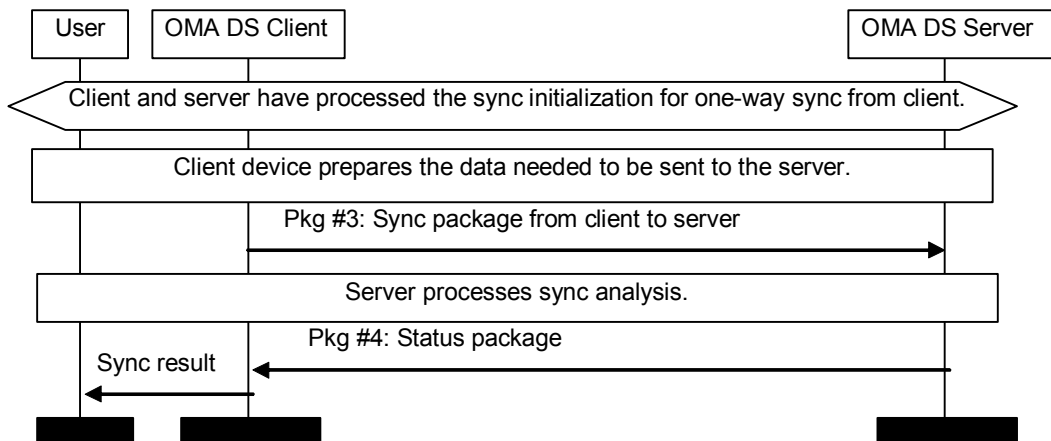 User
OMA DS Client
OMA DS Server
Client and server have processed the sync initialization for one-way sync from client.
Client device prepares the data needed to be sent to the server.
Pkg #3: Sync package from client to server
Server processes sync analysis.
Pkg #4: Status package
Sync result